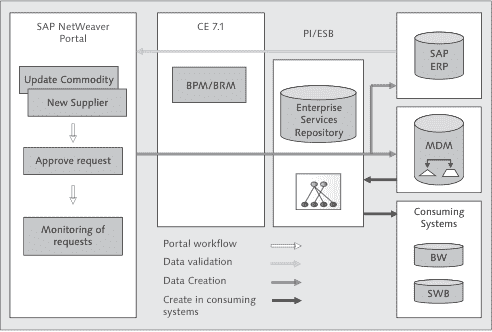 SAP NetWeaver
Portal
Update Commodity
New Supplier
Approve request
Monitoring of
requests
CE 7.1
BPM/BRM
PI/ESB
Enterprise
Services
Repository
SAP
ERP
MDM
Consuming
Systems
BW
SWB
Portal workflow
Data validation
Data Creation
Create in consuming
systems